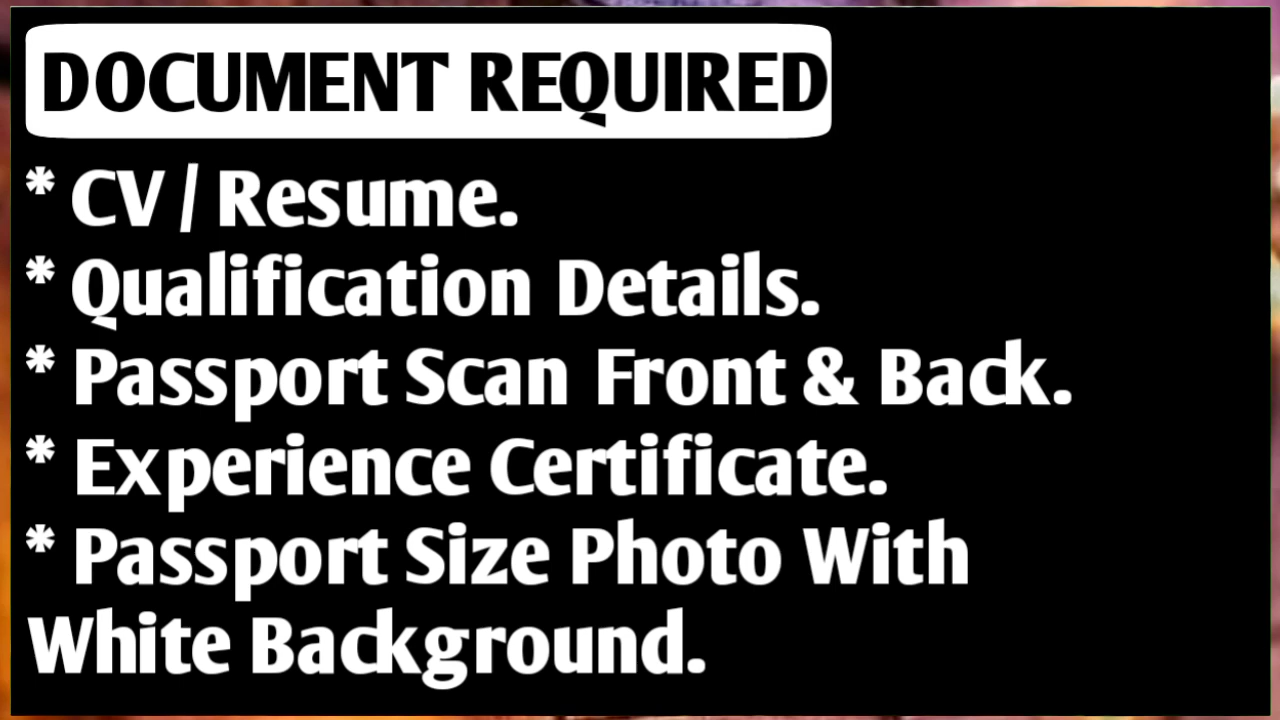 DOCUMENT REQUIRED
* CV / Resume.
* Qualification Details.
* Passport Scan Front & Back.
* Experience Certificate.
* Passport Size Photo With
White Background.